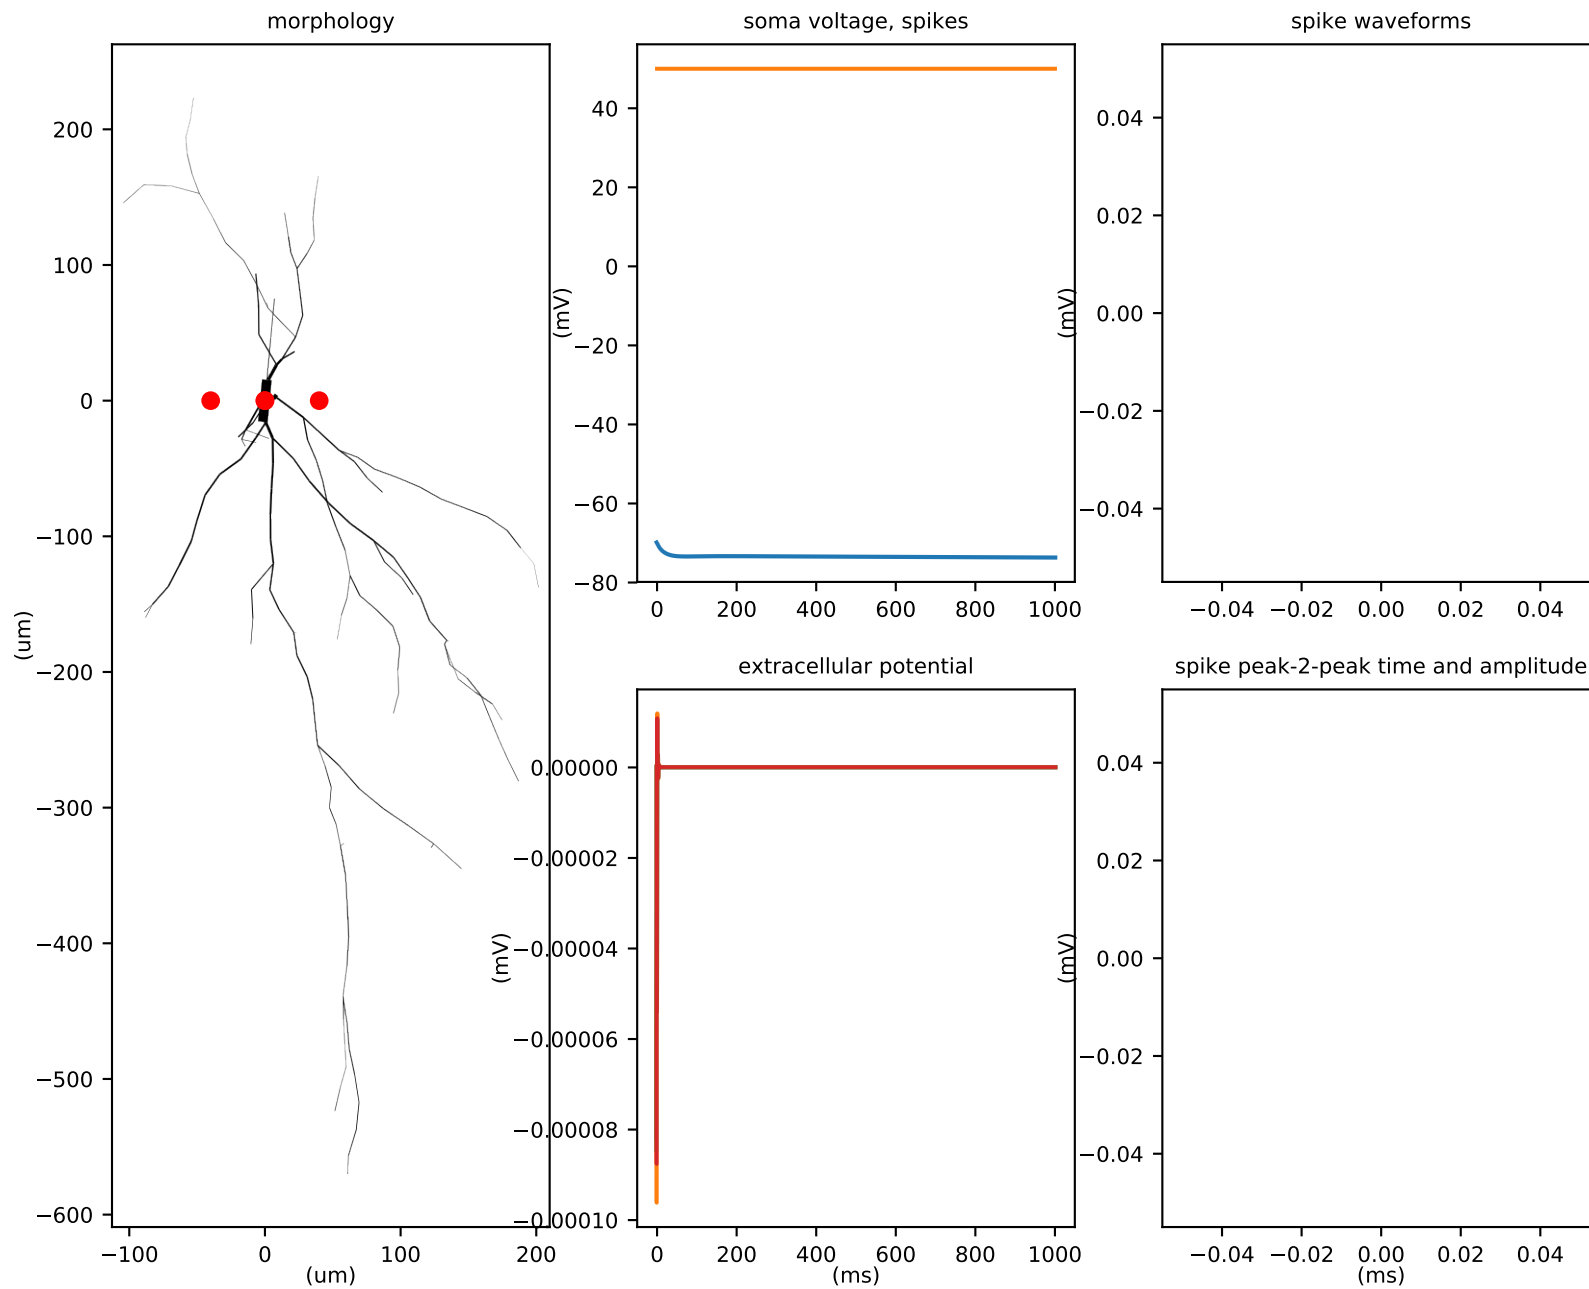 morphology
200
100
0
−100
−200
−300
−400
−500
−600
(um)
−100 0 100 200
(um)
soma voltage, spikes
40
20
0
−20
−40
−60
−80
(mV)
0 200 400 600 800 1000
spike waveforms
0.04
0.02
0.00
−0.02
−0.04
(mV)
−0.04 −0.02 0.00 0.02 0.04
extracellular potential
0.00000
−0.00002
−0.00004
−0.00006
−0.00008
−0.00010
(mV)
0 200 400 600 800 1000
(ms)
spike peak-2-peak time and amplitude
0.04
0.02
0.00
−0.02
−0.04
(mV)
−0.04 −0.02 0.00 0.02 0.04
(ms)